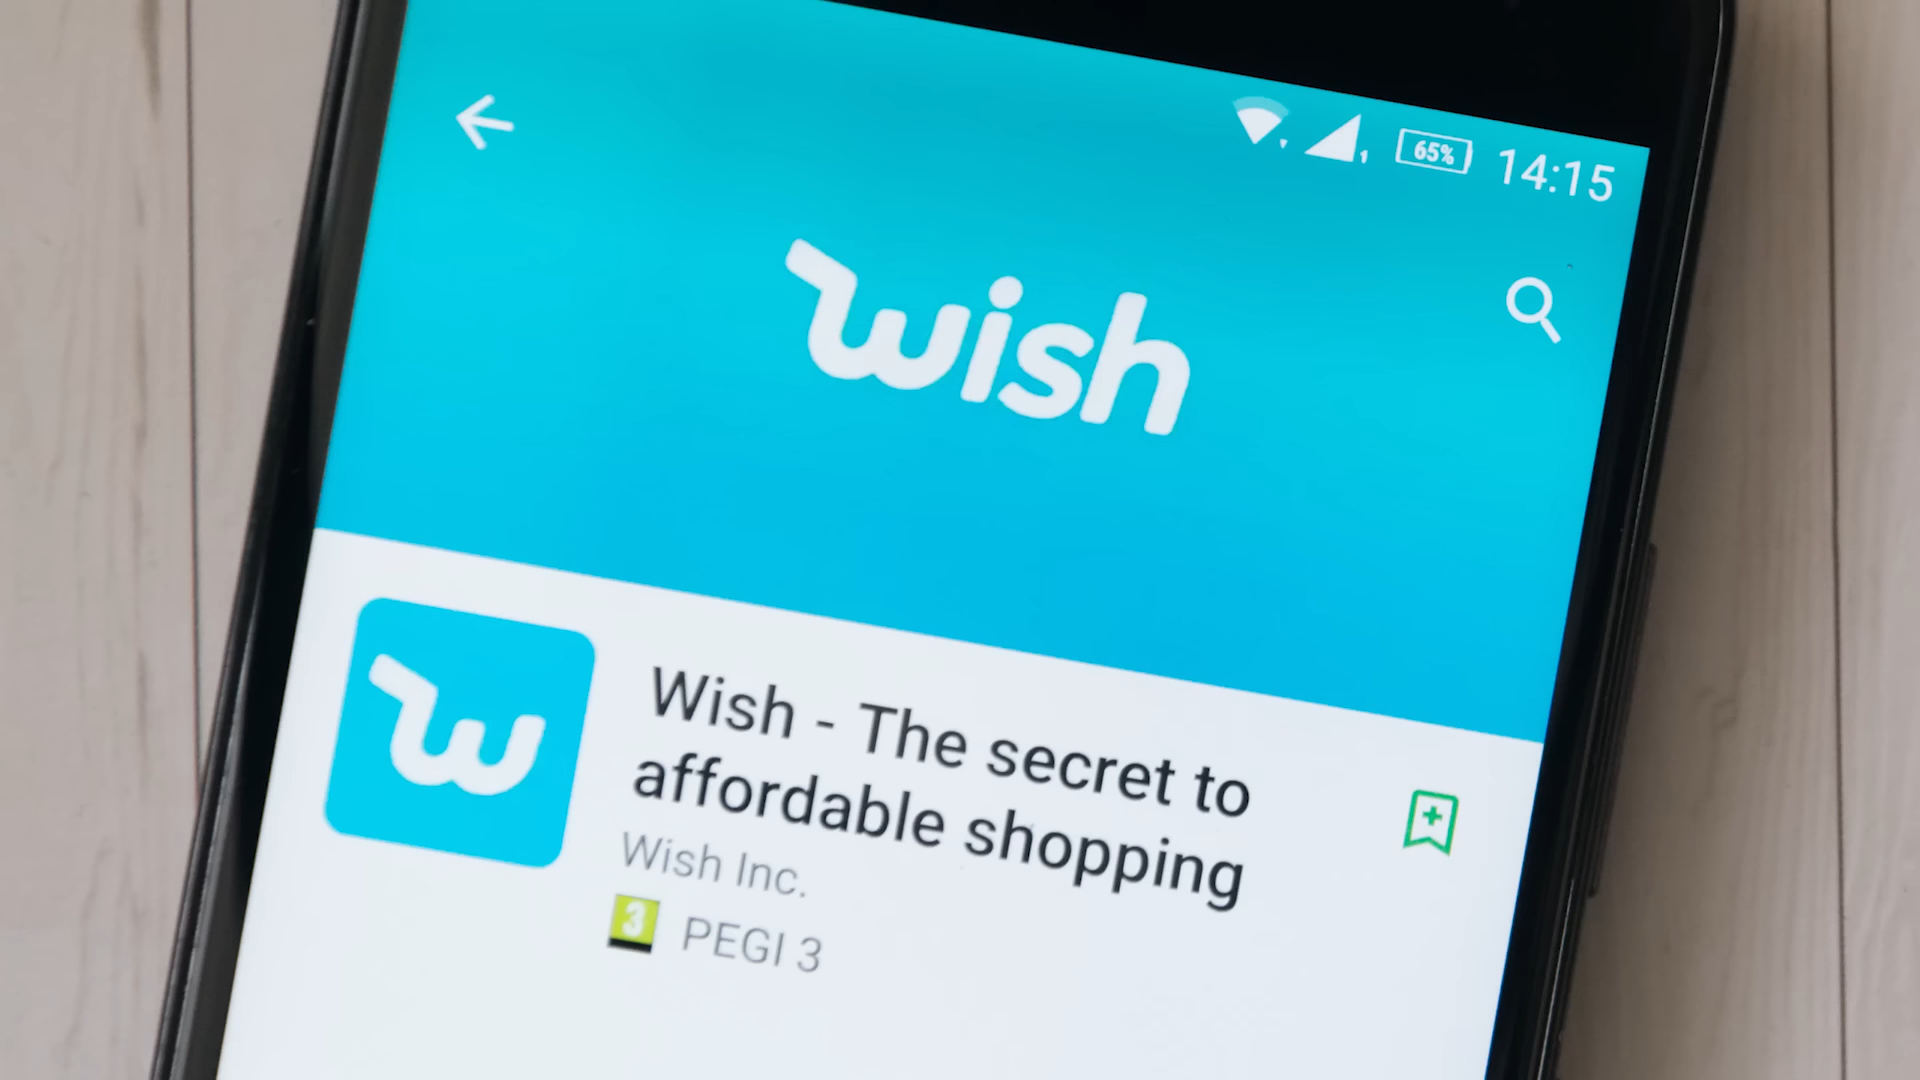 65% 14:15
wish
w
Wish - The secret to
affordable shopping
Wish Inc.
3 PEGI 3